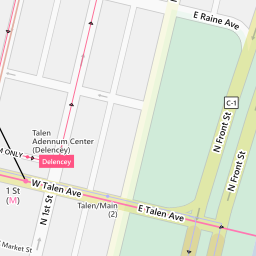 E Raine Ave
C-1
N Front St
N Front St
Talen
Adennum Center
(Delencey)
M ONLY
Delencey
1 St
(M)
W Talen Ave
N 1st St
Talen/Main
(2)
E Talen Ave
Market St